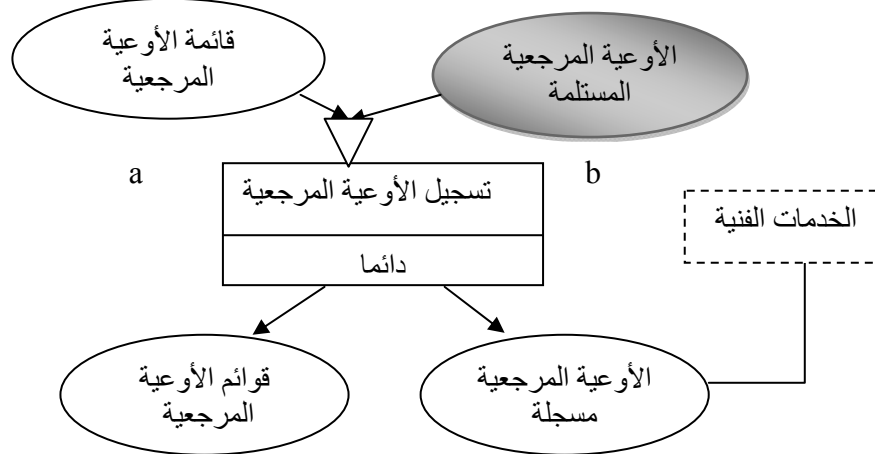 قائمة الأوعية
المرجعية
الأوعية المرجعية
المستلمة
a
b
تسجيل الأوعية المرجعية
دائما
الخدمات الفنية
قوائم الأوعية
المرجعية
الأوعية المرجعية
مسجلة